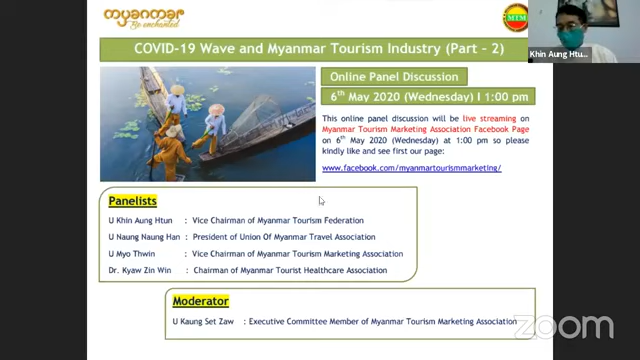 myanmar
Be enchanted
MTM
COVID-19 Wave and Myanmar Tourism Industry (Part – 2)
Khin Aung Htu...
Online Panel Discussion
6th May 2020 (Wednesday) I 1:00 pm
This online panel discussion will be live streaming on
Myanmar Tourism Marketing Association Facebook Page
on 6th May 2020 (Wednesday) at 1:00 pm so please
kindly like and see first our page:
www.facebook.com/myanmartourismmarketing/
Panelists
U Khin Aung Htun : Vice Chairman of Myanmar Tourism Federation
U Naung Naung Han : President of Union Of Myanmar Travel Association
U Myo Thwin : Vice Chairman of Myanmar Tourism Marketing Association
Dr. Kyaw Zin Win : Chairman of Myanmar Tourist Healthcare Association
Moderator
U Kaung Set Zaw : Executive Committee Member of Myanmar Tourism Marketing Association
zoom